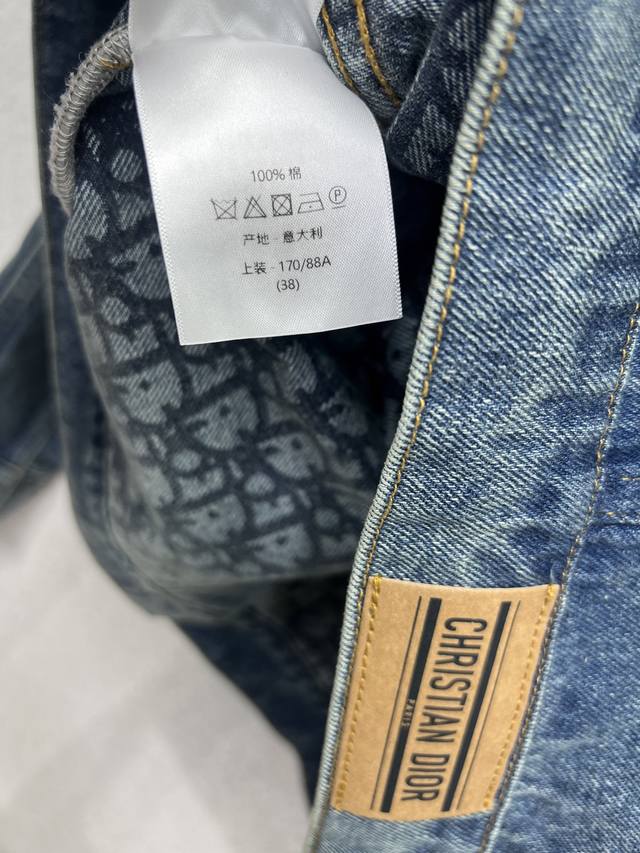 100% 棉
P
产地 - 意大利
上装 - 170/88A
(38)
CHRISTIAN DIOR
PARIS